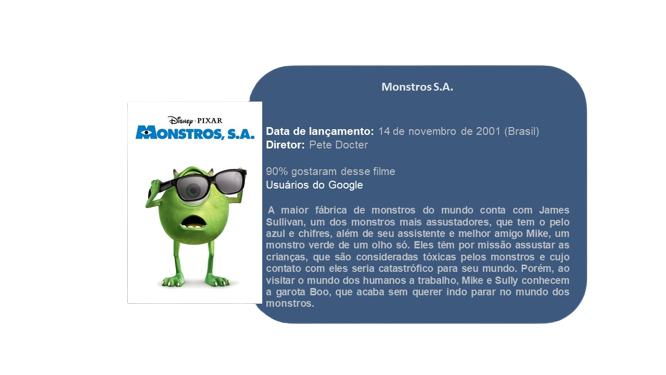 Monstros S.A.
Disney · PIXAR
MONSTROS, S.A.
Data de lançamento: 14 de novembro de 2001 (Brasil)
Diretor: Pete Docter
90% gostaram desse filme
Usuários do Google
A maior fábrica de monstros do mundo conta com James
Sullivan, um dos monstros mais assustadores, que tem o pelo
azul e chifres, além de seu assistente e melhor amigo Mike, um
monstro verde de um olho só. Eles têm por missão assustar as
crianças, que são consideradas tóxicas pelos monstros e cujo
contato com eles seria catastrófico para seu mundo. Porém, ao
visitar o mundo dos humanos a trabalho, Mike e Sully conhecem
a garota Boo, que acaba sem querer indo parar no mundo dos
monstros.